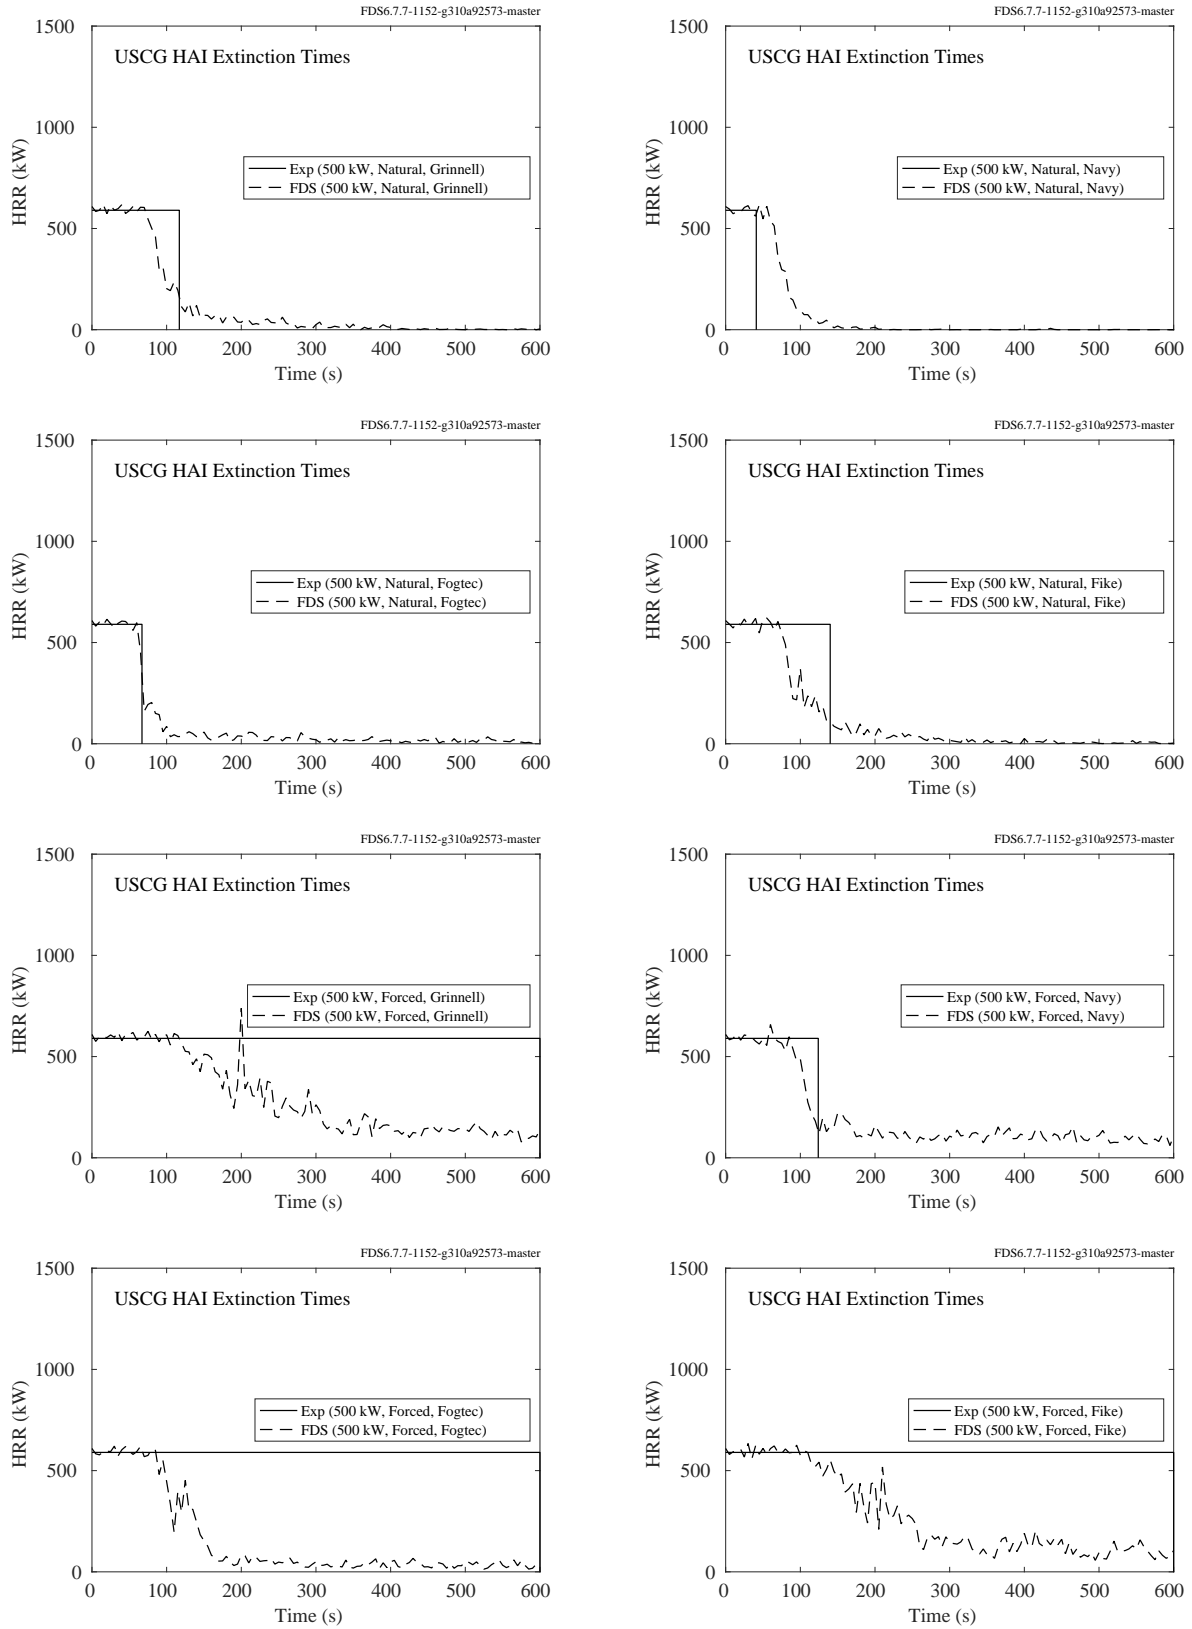 FDS6.7.7-1152-g310a92573-master
USCG HAI Extinction Times
HRR (kW)
1500
1000
500
0
Exp (500 kW, Natural, Grinnell)
FDS (500 kW, Natural, Grinnell)
0 100 200 300 400 500 600
Time (s)
FDS6.7.7-1152-g310a92573-master
USCG HAI Extinction Times
HRR (kW)
1500
1000
500
0
Exp (500 kW, Natural, Navy)
FDS (500 kW, Natural, Navy)
0 100 200 300 400 500 600
Time (s)
FDS6.7.7-1152-g310a92573-master
USCG HAI Extinction Times
HRR (kW)
1500
1000
500
0
Exp (500 kW, Natural, Fogtec)
FDS (500 kW, Natural, Fogtec)
0 100 200 300 400 500 600
Time (s)
FDS6.7.7-1152-g310a92573-master
USCG HAI Extinction Times
HRR (kW)
1500
1000
500
0
Exp (500 kW, Natural, Fike)
FDS (500 kW, Natural, Fike)
0 100 200 300 400 500 600
Time (s)
FDS6.7.7-1152-g310a92573-master
USCG HAI Extinction Times
HRR (kW)
1500
1000
500
0
Exp (500 kW, Forced, Grinnell)
FDS (500 kW, Forced, Grinnell)
0 100 200 300 400 500 600
Time (s)
FDS6.7.7-1152-g310a92573-master
USCG HAI Extinction Times
HRR (kW)
1500
1000
500
0
Exp (500 kW, Forced, Navy)
FDS (500 kW, Forced, Navy)
0 100 200 300 400 500 600
Time (s)
FDS6.7.7-1152-g310a92573-master
USCG HAI Extinction Times
HRR (kW)
1500
1000
500
0
Exp (500 kW, Forced, Fogtec)
FDS (500 kW, Forced, Fogtec)
0 100 200 300 400 500 600
Time (s)
FDS6.7.7-1152-g310a92573-master
USCG HAI Extinction Times
HRR (kW)
1500
1000
500
0
Exp (500 kW, Forced, Fike)
FDS (500 kW, Forced, Fike)
0 100 200 300 400 500 600
Time (s)